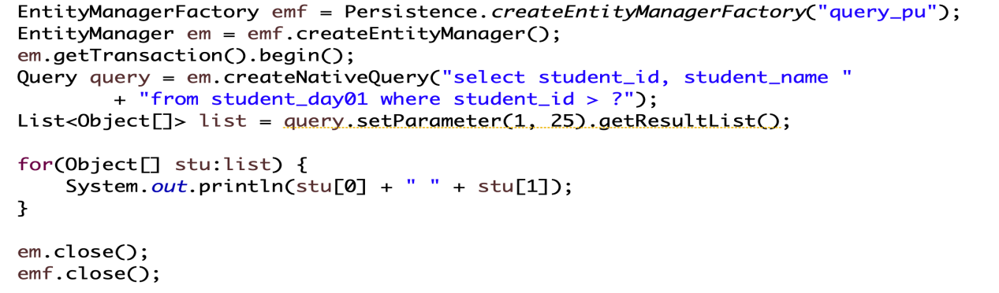 EntityManagerFactory emf = Persistence.createEntityManagerFactory("query_pu");
EntityManager em = emf.createEntityManager();
em.getTransaction().begin();
Query query = em.createNativeQuery("select student_id, student_name "
        + "from student_day01 where student_id > ?");
List<Object[]> list = query.setParameter(1, 25).getResultList();

for(Object[] stu:list) {
    System.out.println(stu[0] + " " + stu[1]);
}

em.close();
emf.close();